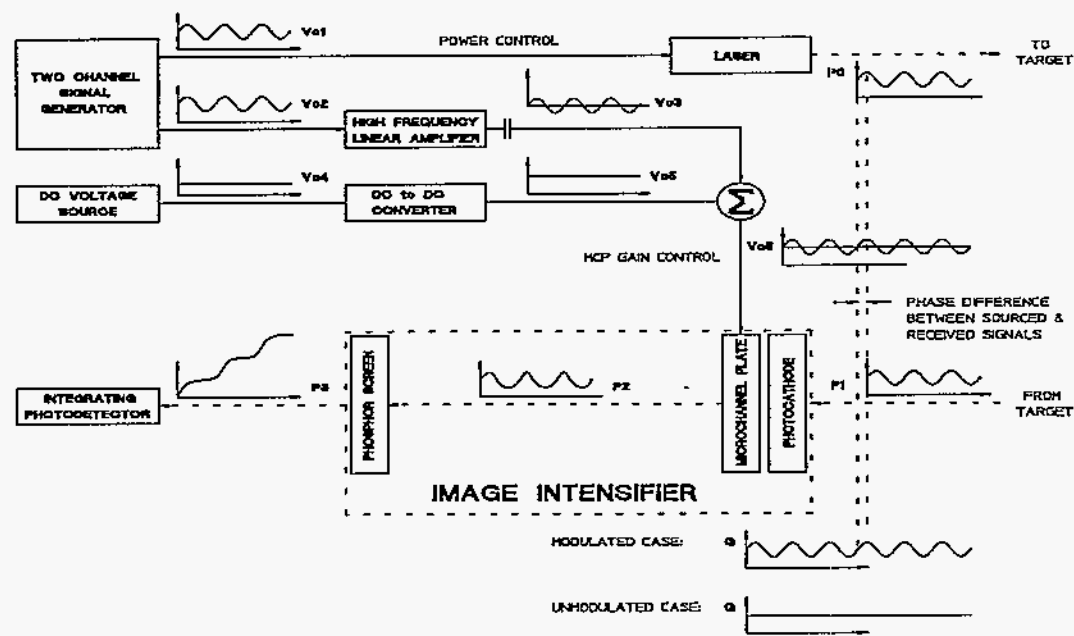 Vo1
POWER CONTROL
LASER
TO
TARGET
TWO CHANNEL
SIGNAL
GENERATOR
Po
Vo2
Vo3
HIGH FREQUENCY
LINEAR AMPLIFIER
Vo4
Vo5
DC VOLTAGE
SOURCE
DC to DC
CONVERTER
Σ
Vo6
MCP GAIN CONTROL
PHASE DIFFERENCE
BETWEEN SOURCED &
RECEIVED SIGNALS
INTEGRATING
PHOTODETECTOR
P3
PHOSPHOR SCREEN
P2
MICROCHANNEL PLATE
PHOTOCATHODE
P1
FROM
TARGET
IMAGE INTENSIFIER
MODULATED CASE: G
UNMODULATED CASE: G